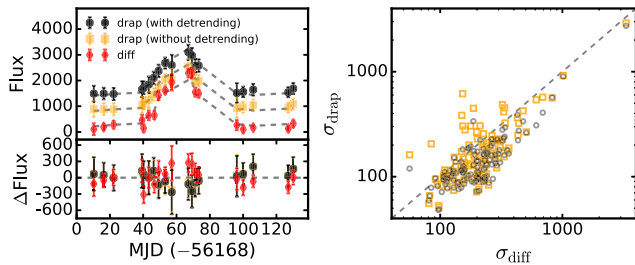 drap (with detrending)
drap (without detrending)
diff
Flux
4000
3000
2000
1000
0
ΔFlux
600
300
0
-300
-600
0 20 40 60 80 100 120
MJD (−56168)
σdrap
1000
100
100 1000
σdiff